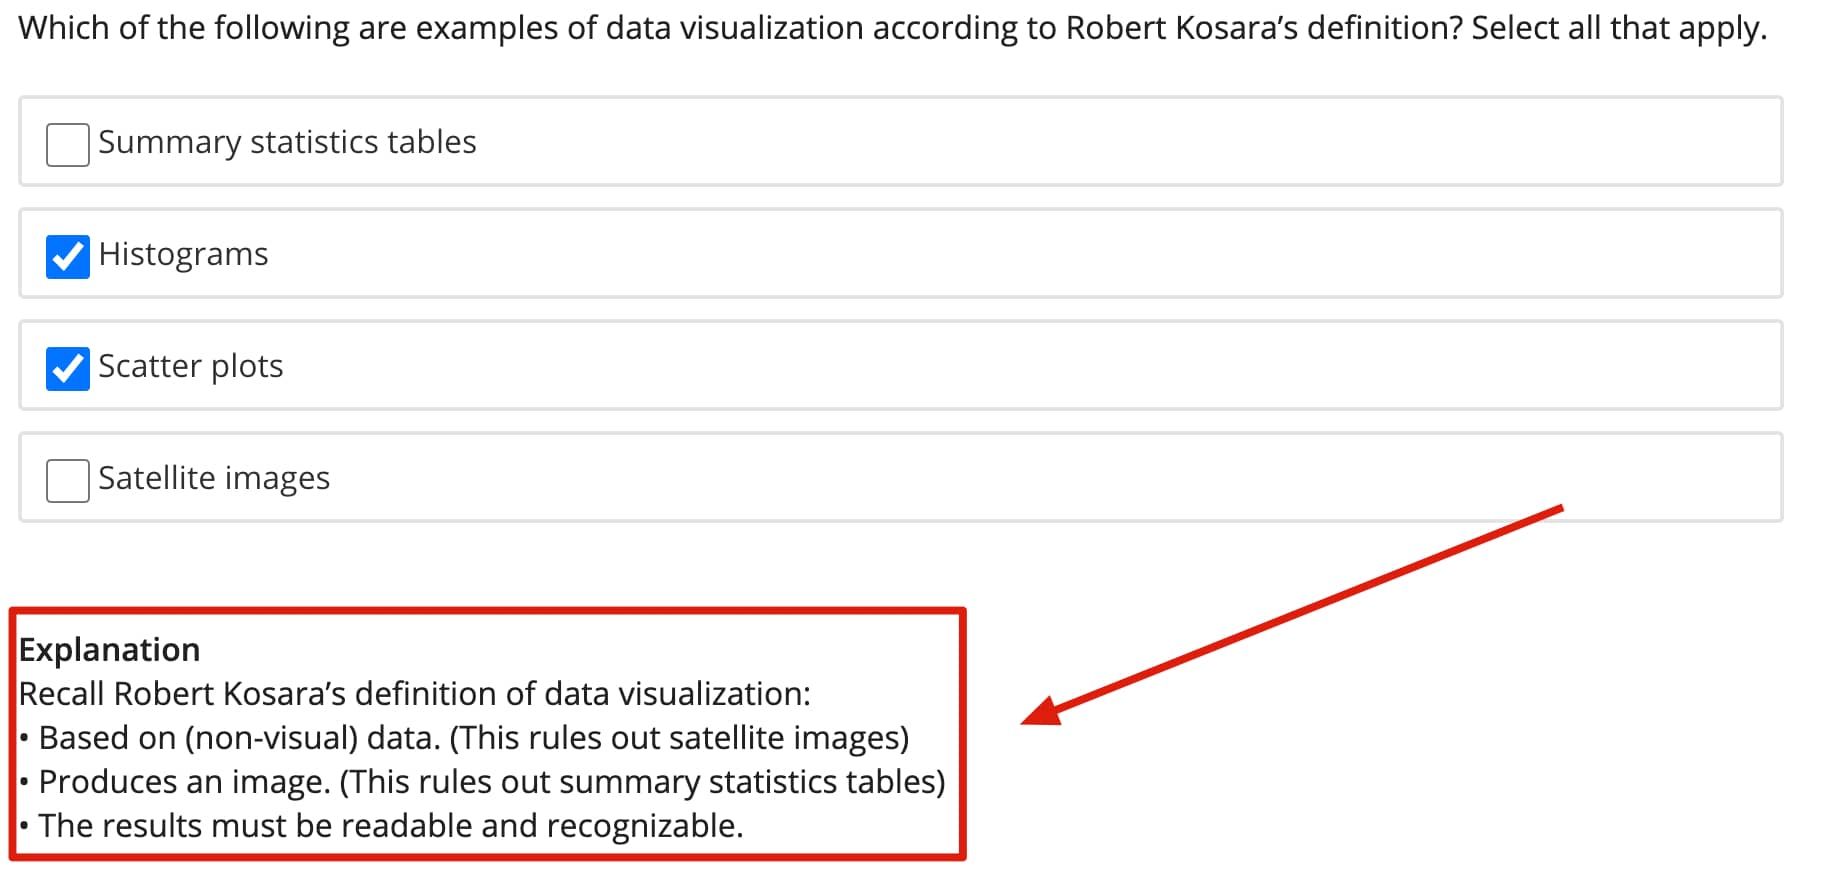 Which of the following are examples of data visualization according to Robert Kosara’s definition? Select all that apply.
Summary statistics tables
Histograms
Scatter plots
Satellite images
Explanation
Recall Robert Kosara’s definition of data visualization:
• Based on (non-visual) data. (This rules out satellite images)
• Produces an image. (This rules out summary statistics tables)
• The results must be readable and recognizable.